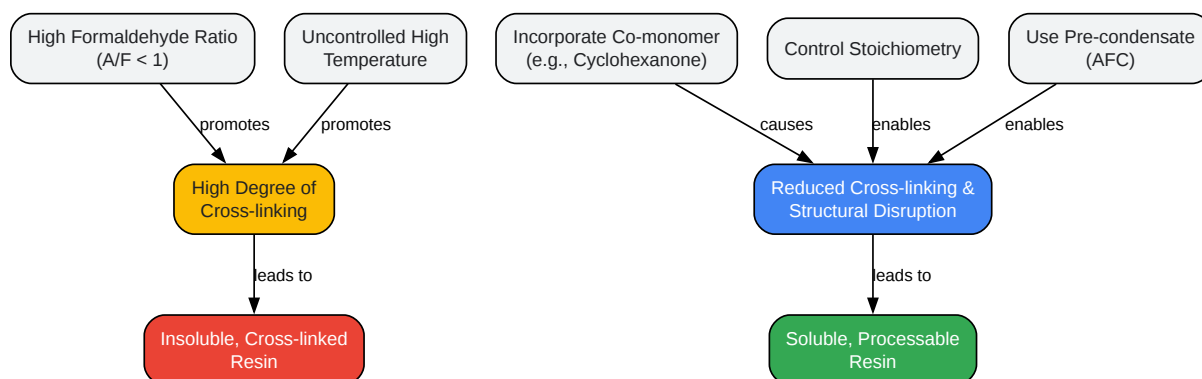 High Formaldehyde Ratio
(A/F < 1)
Uncontrolled High
Temperature
Incorporate Co-monomer
(e.g., Cyclohexanone)
Control Stoichiometry
Use Pre-condensate
(AFC)
promotes
promotes
causes
enables
enables
High Degree of
Cross-linking
Reduced Cross-linking &
Structural Disruption
leads to
leads to
Insoluble, Cross-linked
Resin
Soluble, Processable
Resin